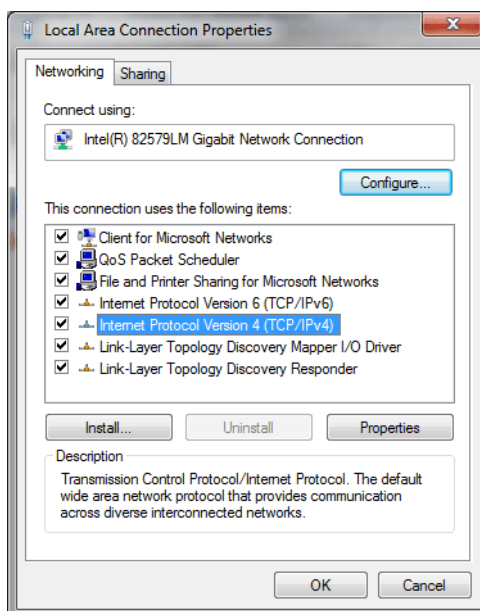 Local Area Connection Properties
Networking
Sharing
Connect using:
Intel(R) 82579LM Gigabit Network Connection
Configure...
This connection uses the following items:
Client for Microsoft Networks
QoS Packet Scheduler
File and Printer Sharing for Microsoft Networks
Internet Protocol Version 6 (TCP/IPv6)
Internet Protocol Version 4 (TCP/IPv4)
Link-Layer Topology Discovery Mapper I/O Driver
Link-Layer Topology Discovery Responder
Install...
Uninstall
Properties
Description
Transmission Control Protocol/Internet Protocol. The default
wide area network protocol that provides communication
across diverse interconnected networks.
OK
Cancel